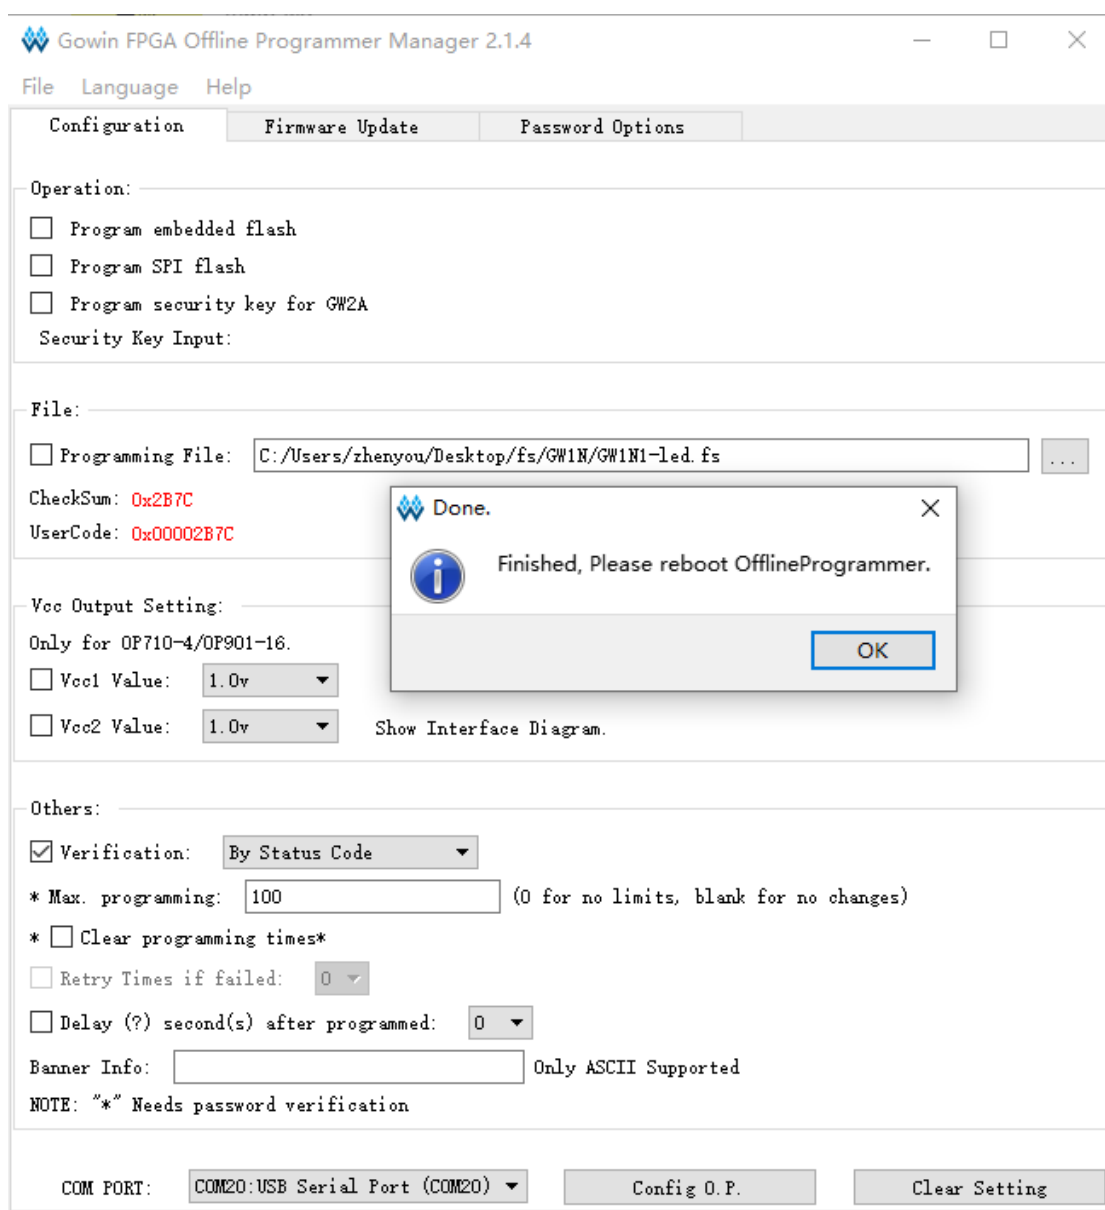 Gowin FPGA Offline Programmer Manager 2.1.4
File Language Help
Configuration Firmware Update Password Options
Operation:
Program embedded flash
Program SPI flash
Program security key for GW2A
Security Key Input:
File:
Programming File: C:/Users/zhenyou/Desktop/fs/GW1N/GW1N1-led.fs ...
CheckSum: 0x2B7C
UserCode: 0x00002B7C
Done.
Finished, Please reboot OfflineProgrammer.
OK
Vcc Output Setting:
Only for OP710-4/OP901-16.
Vcc1 Value: 1.0v
Vcc2 Value: 1.0v Show Interface Diagram.
Others:
Verification: By Status Code
* Max. programming: 100 (0 for no limits, blank for no changes)
* Clear programming times*
Retry Times if failed: 0
Delay (?) second(s) after programmed: 0
Banner Info: Only ASCII Supported
NOTE: "*" Needs password verification
COM PORT: COM20:USB Serial Port (COM20) Config O.P. Clear Setting